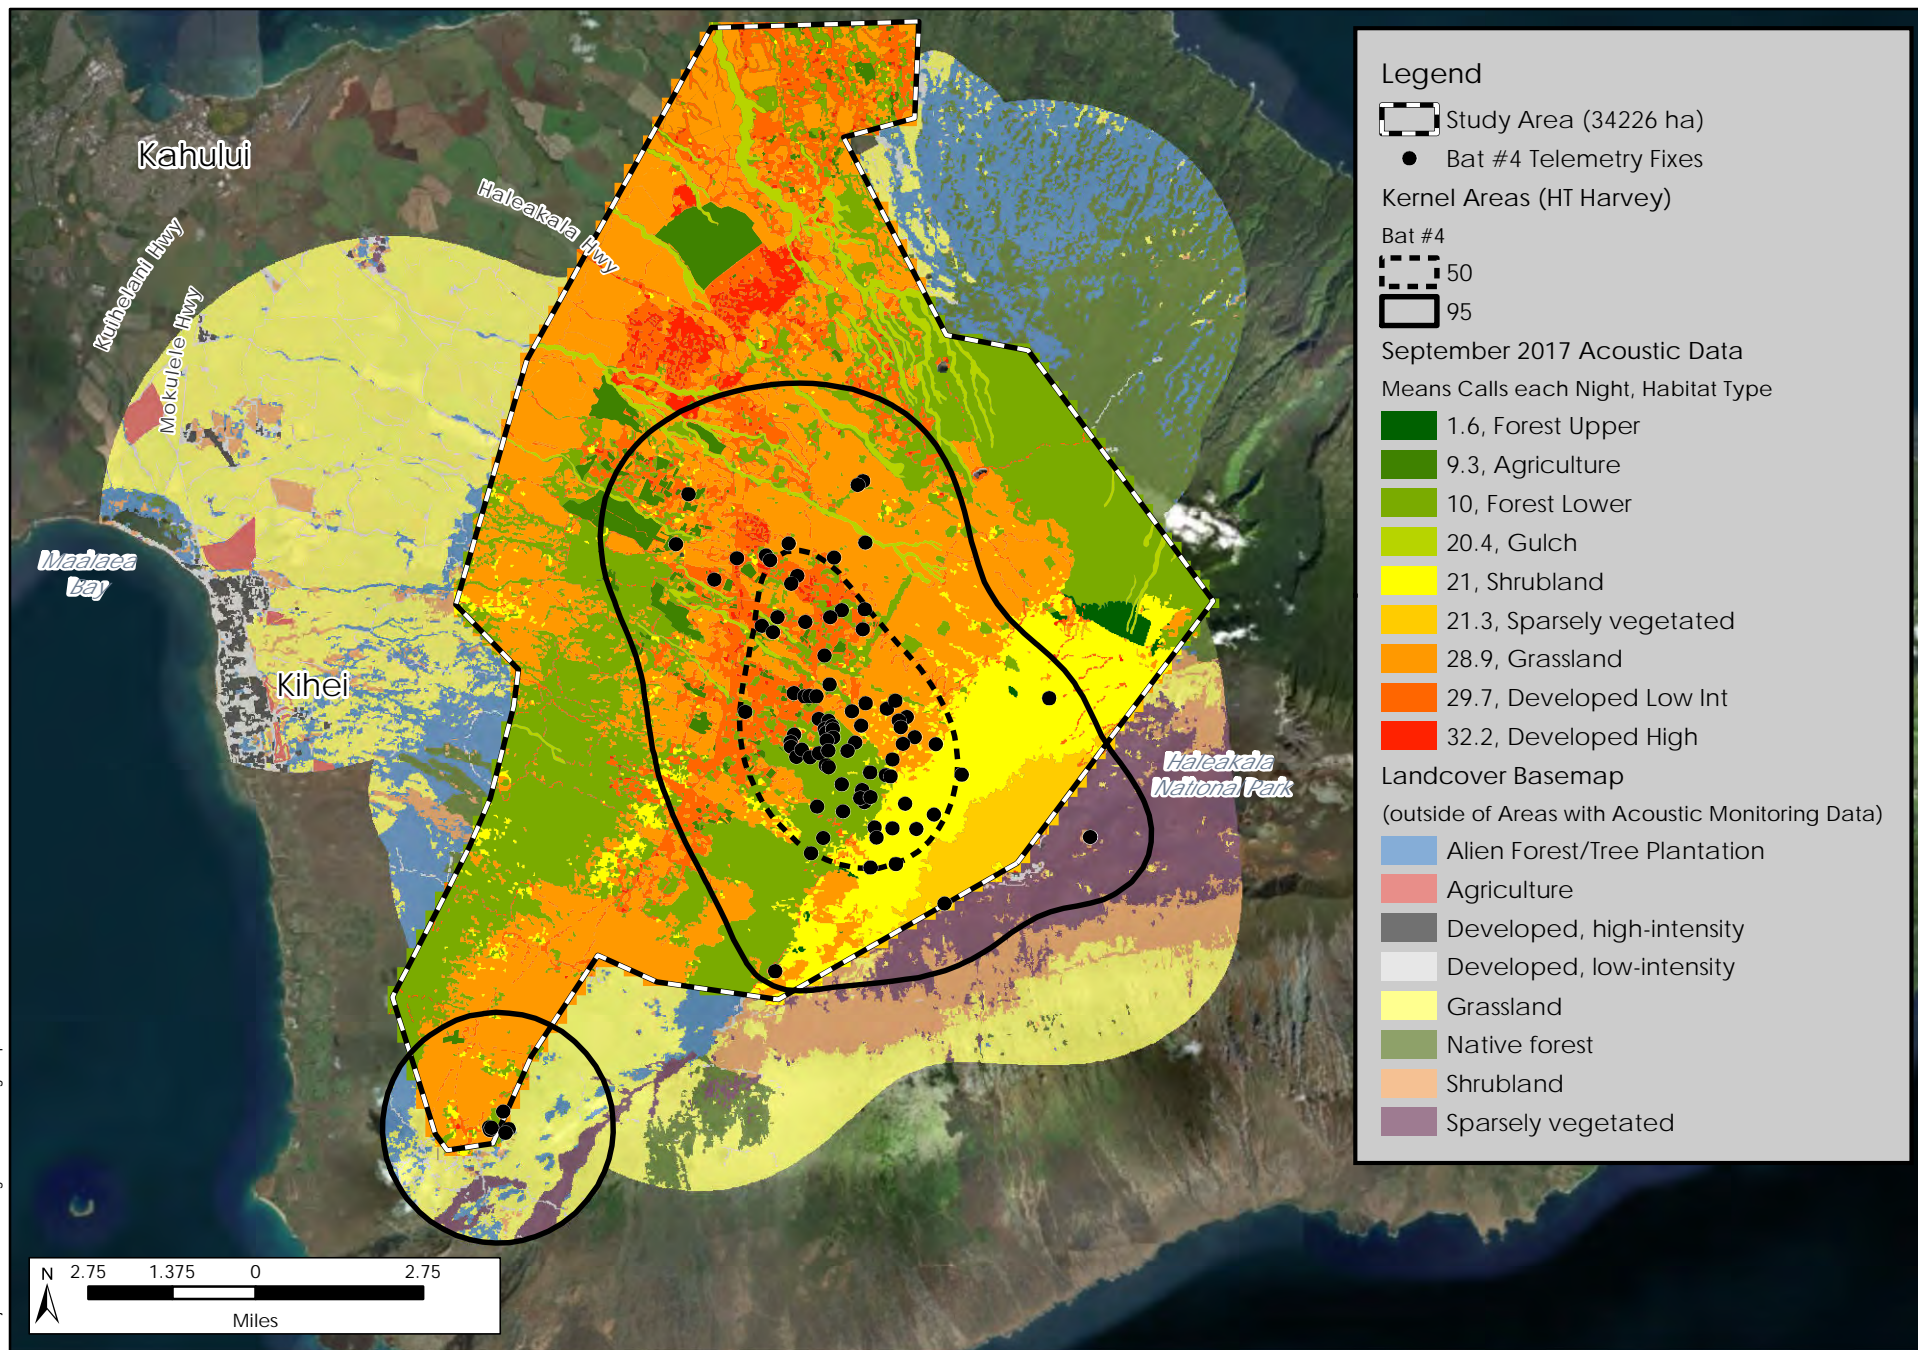 Kahului
Haleakala Hwy
Kuihelani Hwy
Mokulele Hwy
Maalaea
Bay
Kihei
Haleakala
National Park
N
2.75
1.375
0
2.75
Miles
Legend
Study Area (34226 ha)
Bat #4 Telemetry Fixes
Kernel Areas (HT Harvey)
Bat #4
50
95
September 2017 Acoustic Data
Means Calls each Night, Habitat Type
1.6, Forest Upper
9.3, Agriculture
10, Forest Lower
20.4, Gulch
21, Shrubland
21.3, Sparsely vegetated
28.9, Grassland
29.7, Developed Low Int
32.2, Developed High
Landcover Basemap
(outside of Areas with Acoustic Monitoring Data)
Alien Forest/Tree Plantation
Agriculture
Developed, high-intensity
Developed, low-intensity
Grassland
Native forest
Shrubland
Sparsely vegetated